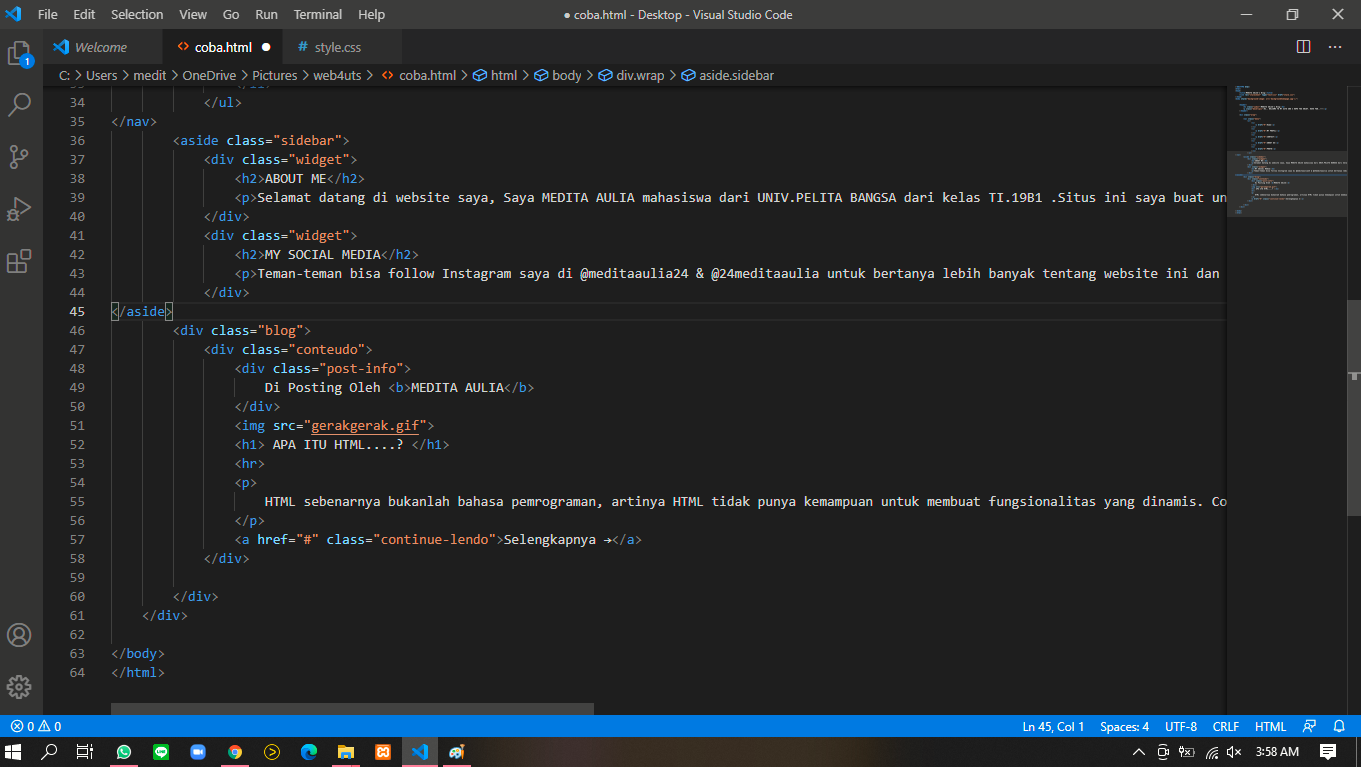 File Edit Selection View Go Run Terminal Help
● coba.html - Desktop - Visual Studio Code
Welcome coba.html ● # style.css
C: > Users > medit > OneDrive > Pictures > web4uts > coba.html > html > body > div.wrap > aside.sidebar
34 </ul>
35 </nav>
36 <aside class="sidebar">
37 <div class="widget">
38 <h2>ABOUT ME</h2>
39 <p>Selamat datang di website saya, Saya MEDITA AULIA mahasiswa dari UNIV.PELITA BANGSA dari kelas TI.19B1 .Situs ini saya buat un
40 </div>
41 <div class="widget">
42 <h2>MY SOCIAL MEDIA</h2>
43 <p>Teman-teman bisa follow Instagram saya di @meditaaulia24 & @24meditaaulia untuk bertanya lebih banyak tentang website ini dan
44 </div>
45 </aside>
46 <div class="blog">
47 <div class="conteudo">
48 <div class="post-info">
49 Di Posting Oleh <b>MEDITA AULIA</b>
50 </div>
51 <img src="gerakgerak.gif">
52 <h1> APA ITU HTML....? </h1>
53 <hr>
54 <p>
55 HTML sebenarnya bukanlah bahasa pemrograman, artinya HTML tidak punya kemampuan untuk membuat fungsionalitas yang dinamis. Co
56 </p>
57 <a href="#" class="continue-lendo">Selengkapnya →</a>
58 </div>
59
60 </div>
61 </div>
62
63 </body>
64 </html>
1
0 0 Ln 45, Col 1 Spaces: 4 UTF-8 CRLF HTML
3:58 AM